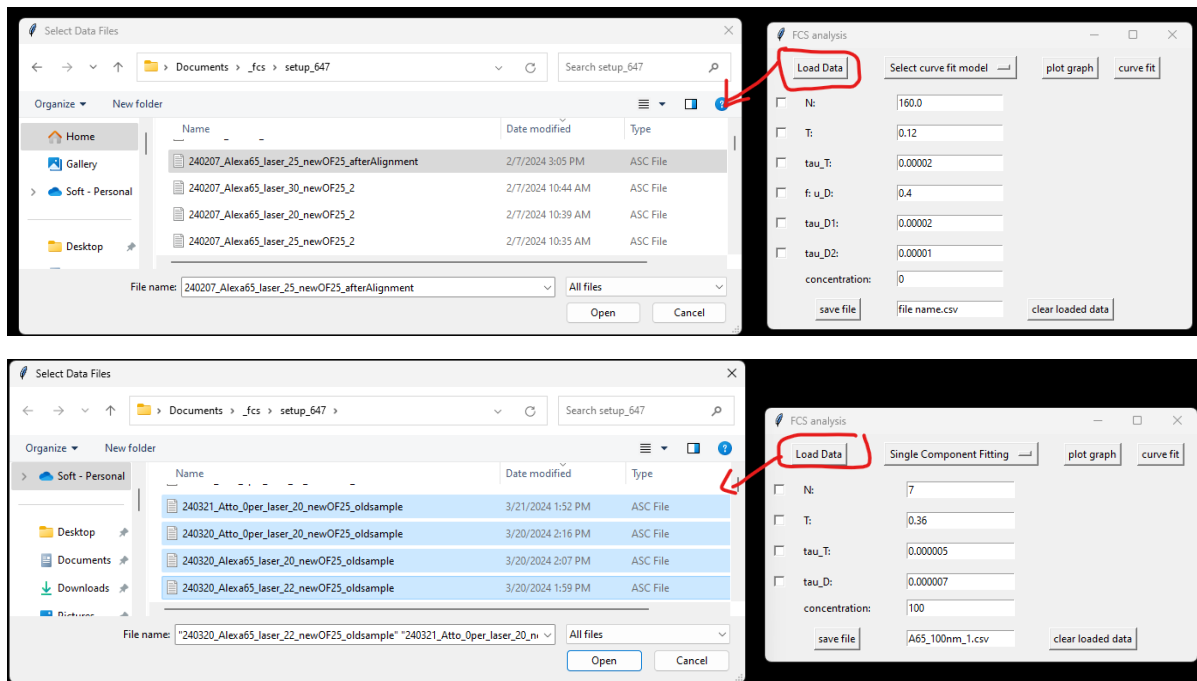 Select Data Files
Documents > _fcs > setup_647
Search setup_647
Organize New folder
Home
Gallery
Soft - Personal
Desktop
Name Date modified Type
240207_Alexa65_laser_25_newOF25_afterAlignment 2/7/2024 3:05 PM ASC File
240207_Alexa65_laser_30_newOF25_2 2/7/2024 10:44 AM ASC File
240207_Alexa65_laser_20_newOF25_2 2/7/2024 10:39 AM ASC File
240207_Alexa65_laser_25_newOF25_2 2/7/2024 10:35 AM ASC File
File name: 240207_Alexa65_laser_25_newOF25_afterAlignment All files
Open Cancel
FCS analysis
Load Data Select curve fit model plot graph curve fit
N: 160.0
T: 0.12
tau_T: 0.00002
f: u_D: 0.4
tau_D1: 0.00002
tau_D2: 0.00001
concentration: 0
save file file name.csv clear loaded data
Select Data Files
Documents > _fcs > setup_647 >
Search setup_647
Organize New folder
Soft - Personal
Desktop
Documents
Downloads
Name Date modified Type
240321_Atto_0per_laser_20_newOF25_oldsample 3/21/2024 1:52 PM ASC File
240320_Atto_0per_laser_20_newOF25_oldsample 3/20/2024 2:16 PM ASC File
240320_Alexa65_laser_20_newOF25_oldsample 3/20/2024 2:07 PM ASC File
240320_Alexa65_laser_22_newOF25_oldsample 3/20/2024 1:59 PM ASC File
File name: "240320_Alexa65_laser_22_newOF25_oldsample" "240321_Atto_0per_laser_20_ne All files
Open Cancel
FCS analysis
Load Data Single Component Fitting plot graph curve fit
N: 7
T: 0.36
tau_T: 0.000005
tau_D: 0.000007
concentration: 100
save file A65_100nm_1.csv clear loaded data